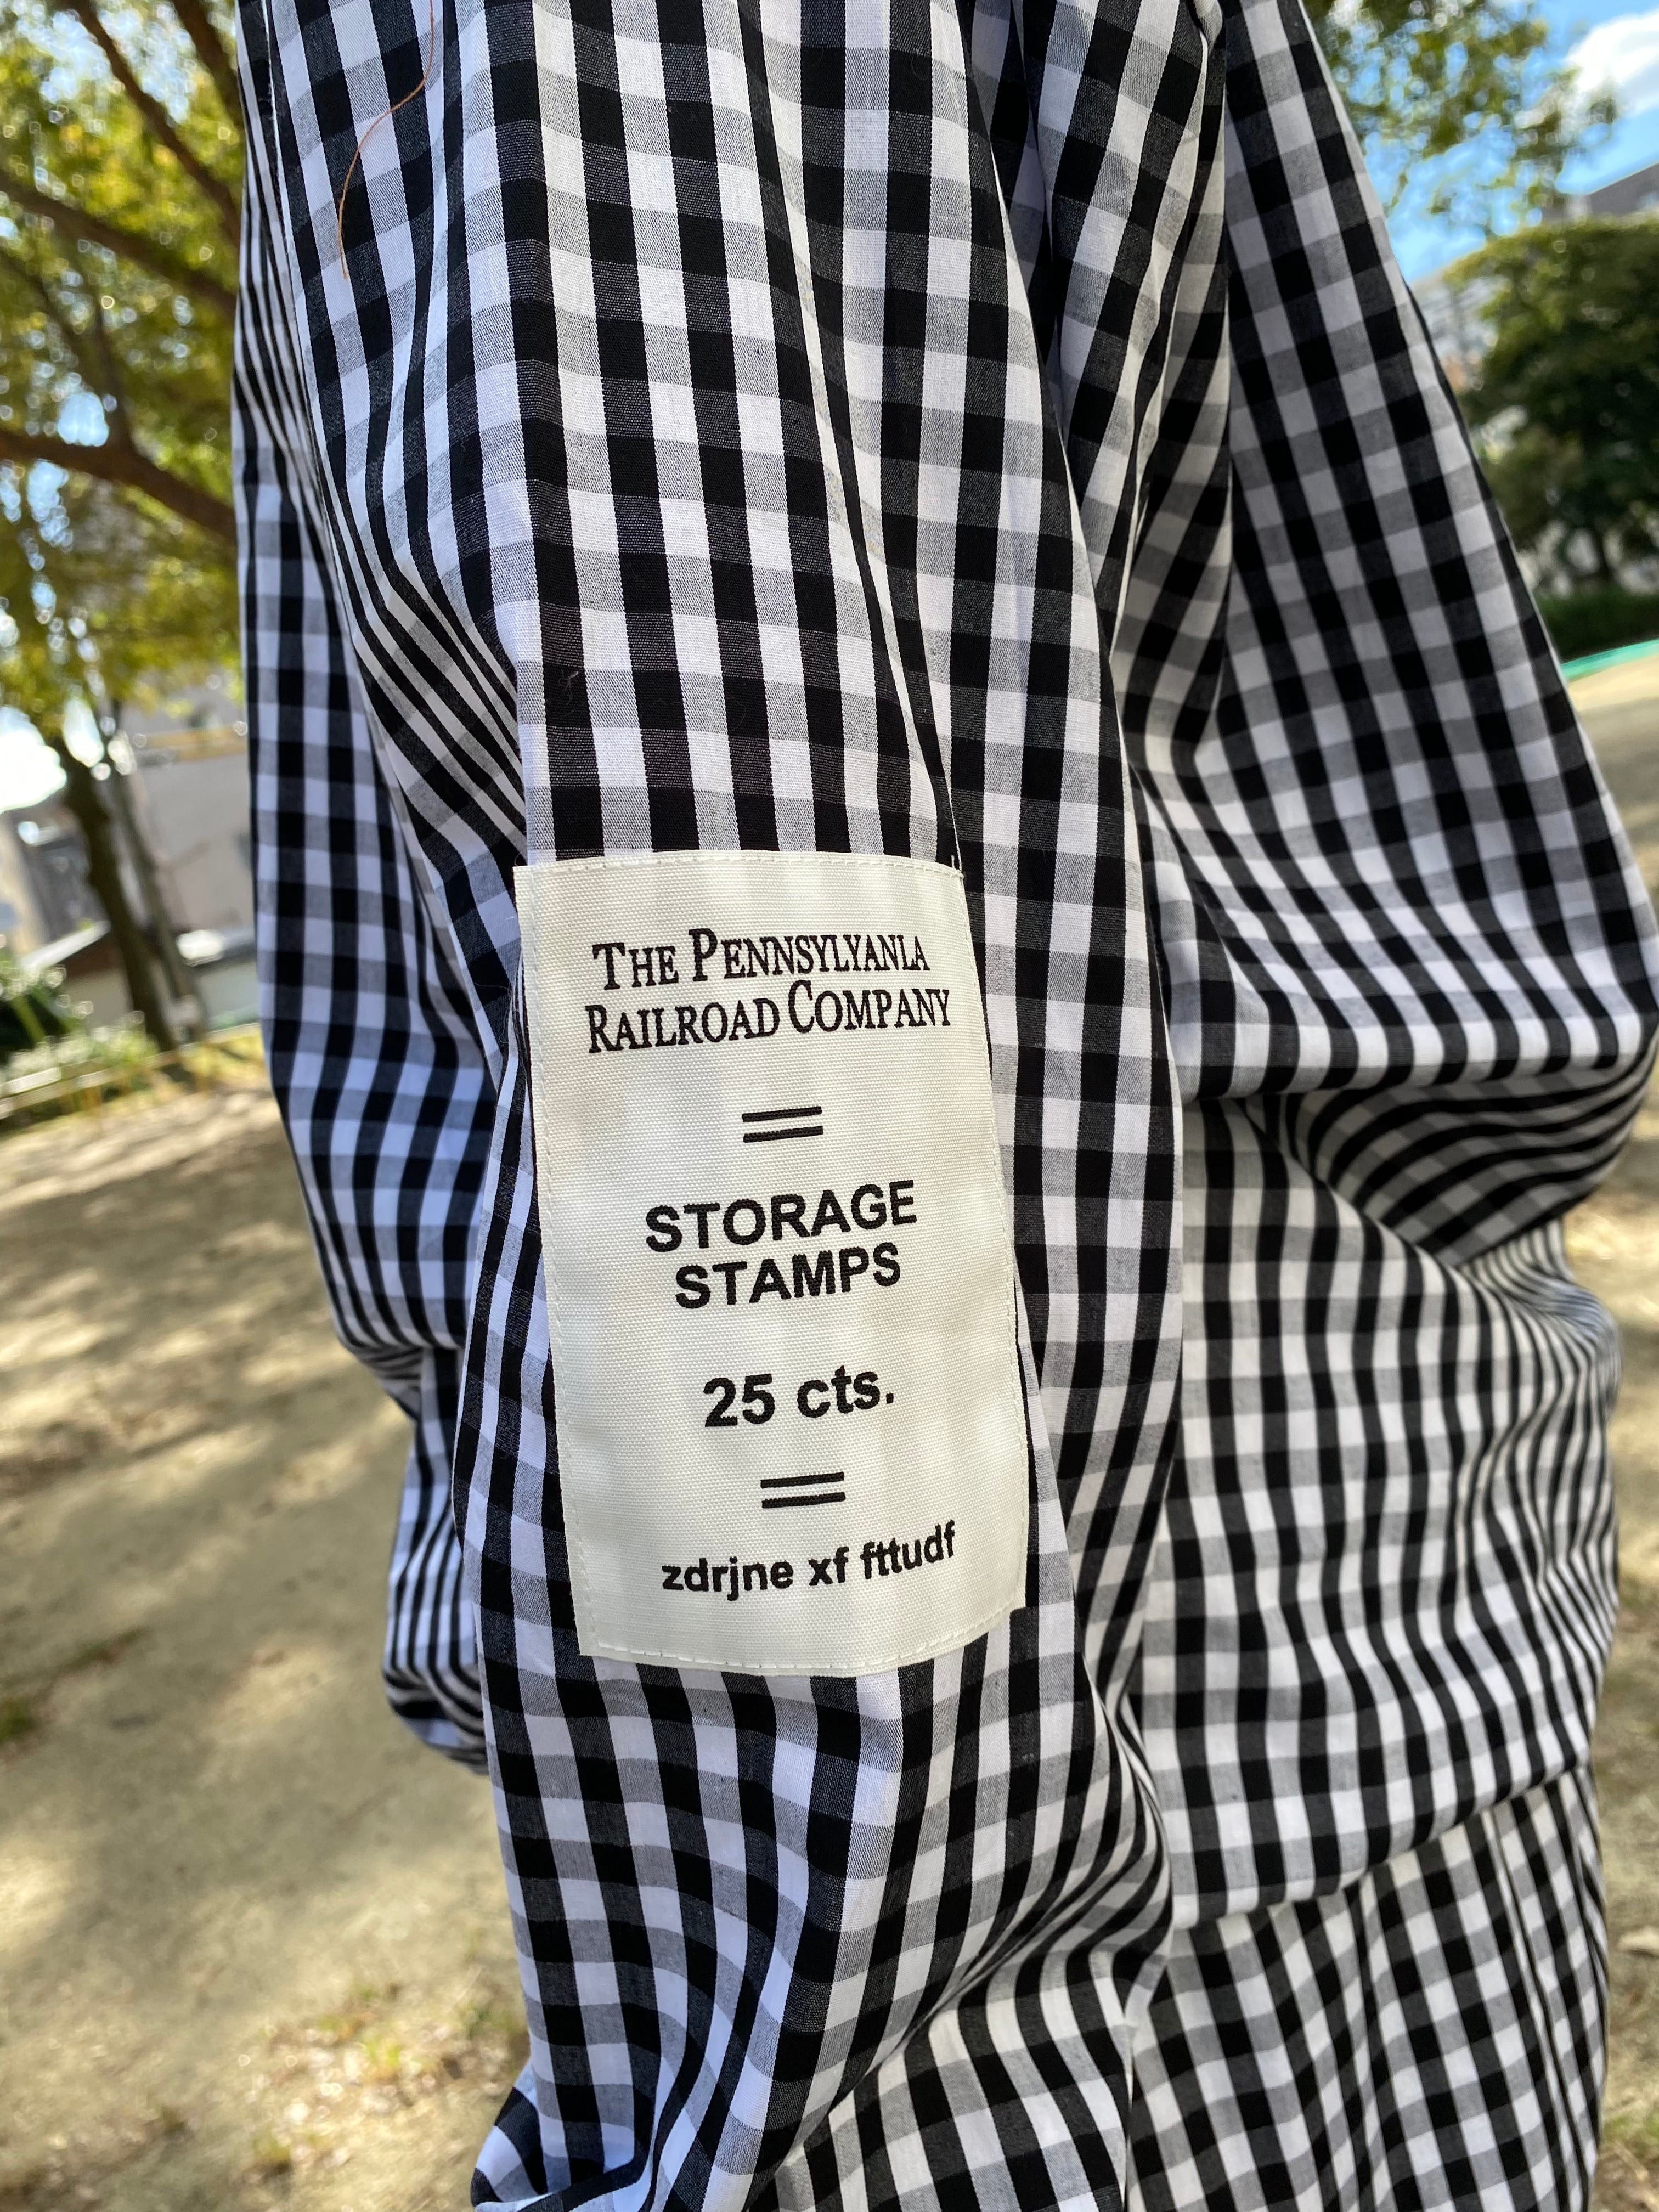 THE PENNSYLYANLA
RAILROAD COMPANY
STORAGE
STAMPS
25 cts.
zdrjne xf fttudf